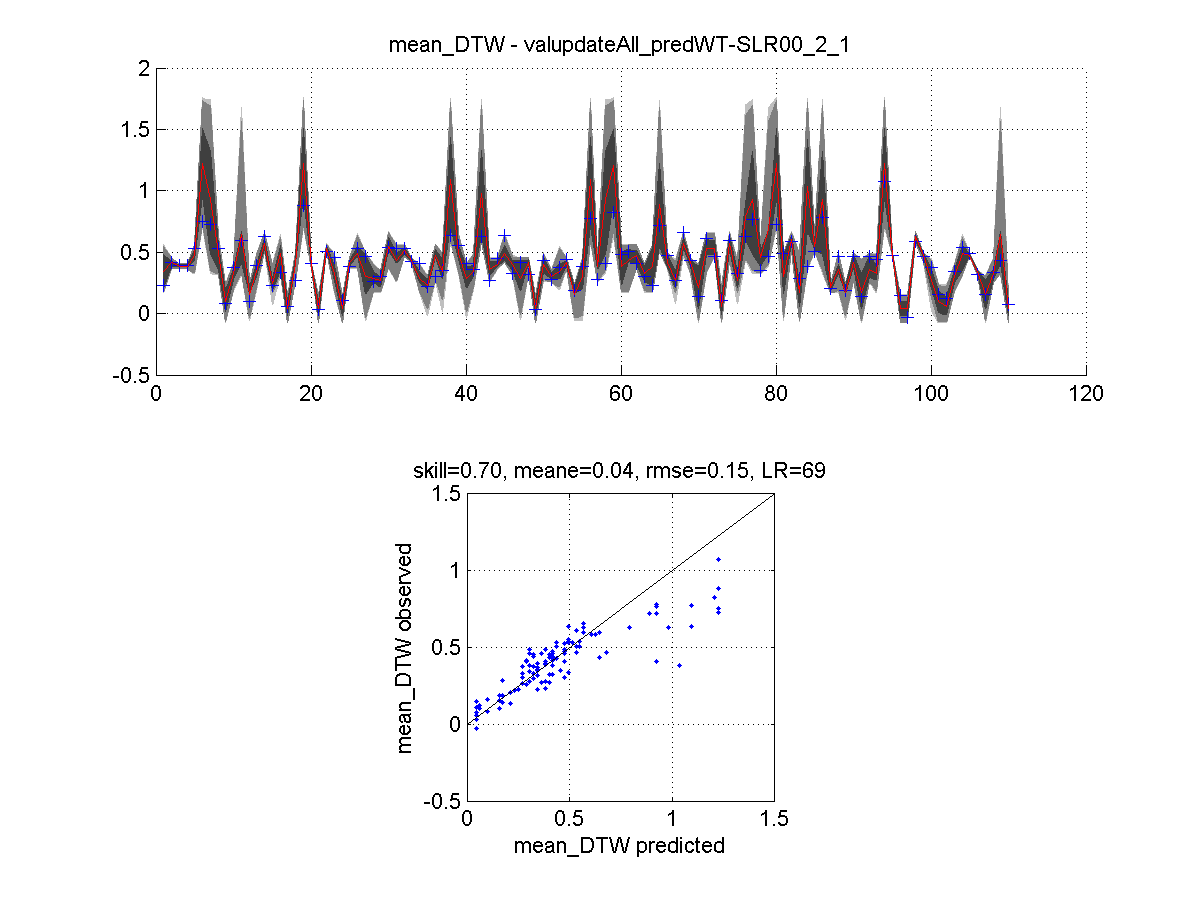 mean_DTW - valupdateAll_predWT-SLR00_2_1
2
1.5
1
0.5
0
-0.5
0 20 40 60 80 100 120
skill=0.70, meane=0.04, rmse=0.15, LR=69
1.5
1
0.5
0
-0.5
mean_DTW observed
0 0.5 1 1.5
mean_DTW predicted